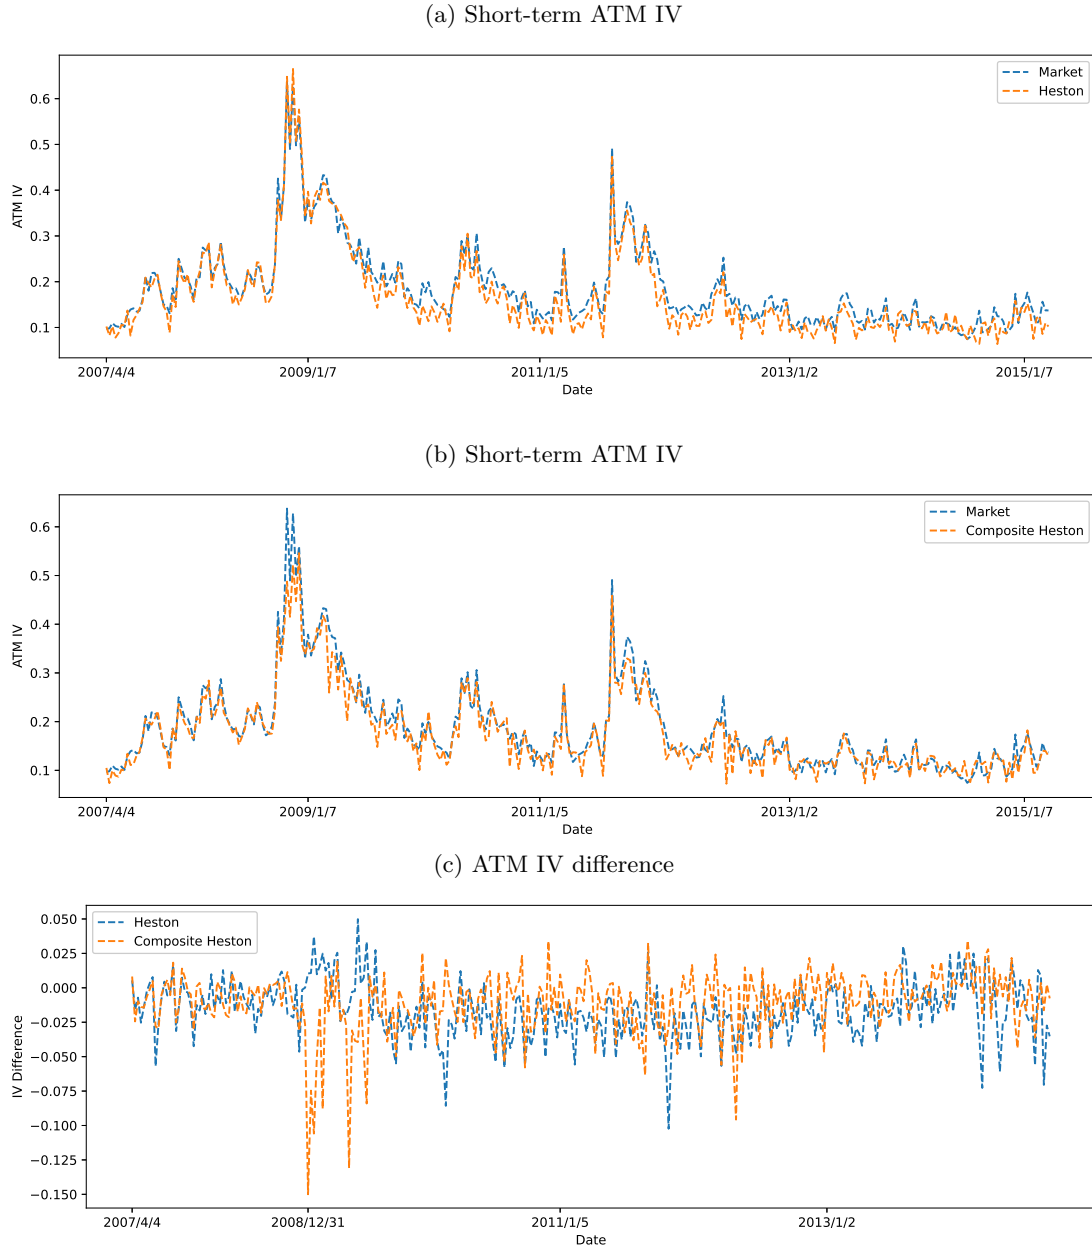 (a) Short-term ATM IV
Market
Heston
0.6
0.5
0.4
0.3
0.2
0.1
ATM IV
2007/4/4
2009/1/7
2011/1/5
2013/1/2
2015/1/7
Date
(b) Short-term ATM IV
Market
Composite Heston
0.6
0.5
0.4
0.3
0.2
0.1
ATM IV
2007/4/4
2009/1/7
2011/1/5
2013/1/2
2015/1/7
Date
(c) ATM IV difference
Heston
Composite Heston
0.050
0.025
0.000
−0.025
−0.050
−0.075
−0.100
−0.125
−0.150
IV Difference
2007/4/4
2008/12/31
2011/1/5
2013/1/2
Date